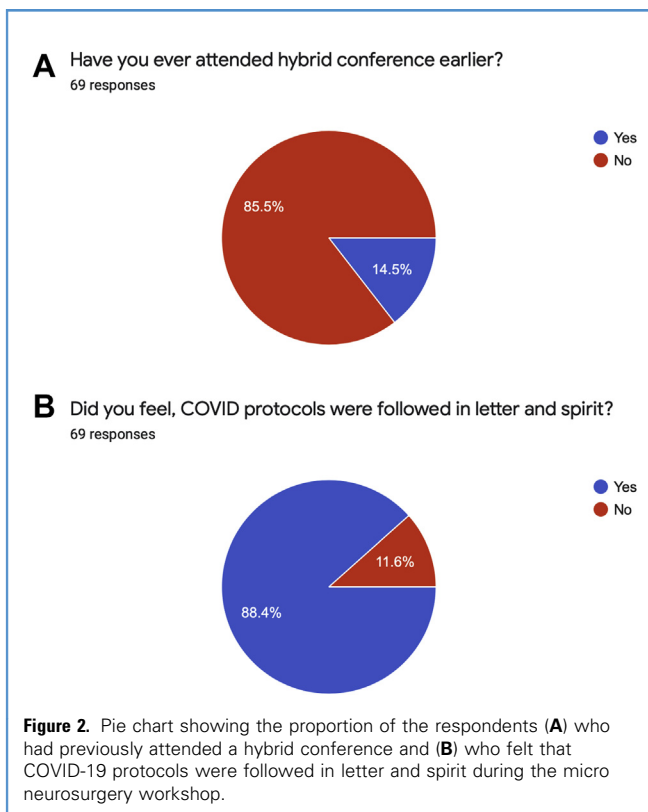 A Have you ever attended hybrid conference earlier?
69 responses
Yes
No
85.5%
14.5%
B Did you feel, COVID protocols were followed in letter and spirit?
69 responses
Yes
No
11.6%
88.4%
Figure 2. Pie chart showing the proportion of the respondents (A) who
had previously attended a hybrid conference and (B) who felt that
COVID-19 protocols were followed in letter and spirit during the micro
neurosurgery workshop.